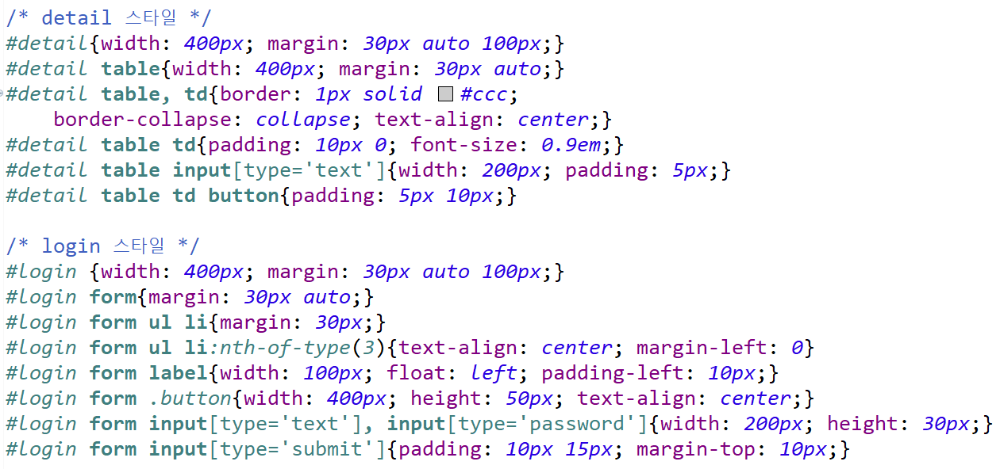 /* detail 스타일 */
#detail{width: 400px; margin: 30px auto 100px;}
#detail table{width: 400px; margin: 30px auto;}
#detail table, td{border: 1px solid #ccc;
    border-collapse: collapse; text-align: center;}
#detail table td{padding: 10px 0; font-size: 0.9em;}
#detail table input[type='text']{width: 200px; padding: 5px;}
#detail table td button{padding: 5px 10px;}

/* login 스타일 */
#login {width: 400px; margin: 30px auto 100px;}
#login form{margin: 30px auto;}
#login form ul li{margin: 30px;}
#login form ul li:nth-of-type(3){text-align: center; margin-left: 0}
#login form label{width: 100px; float: left; padding-left: 10px;}
#login form .button{width: 400px; height: 50px; text-align: center;}
#login form input[type='text'], input[type='password']{width: 200px; height: 30px;}
#login form input[type='submit']{padding: 10px 15px; margin-top: 10px;}